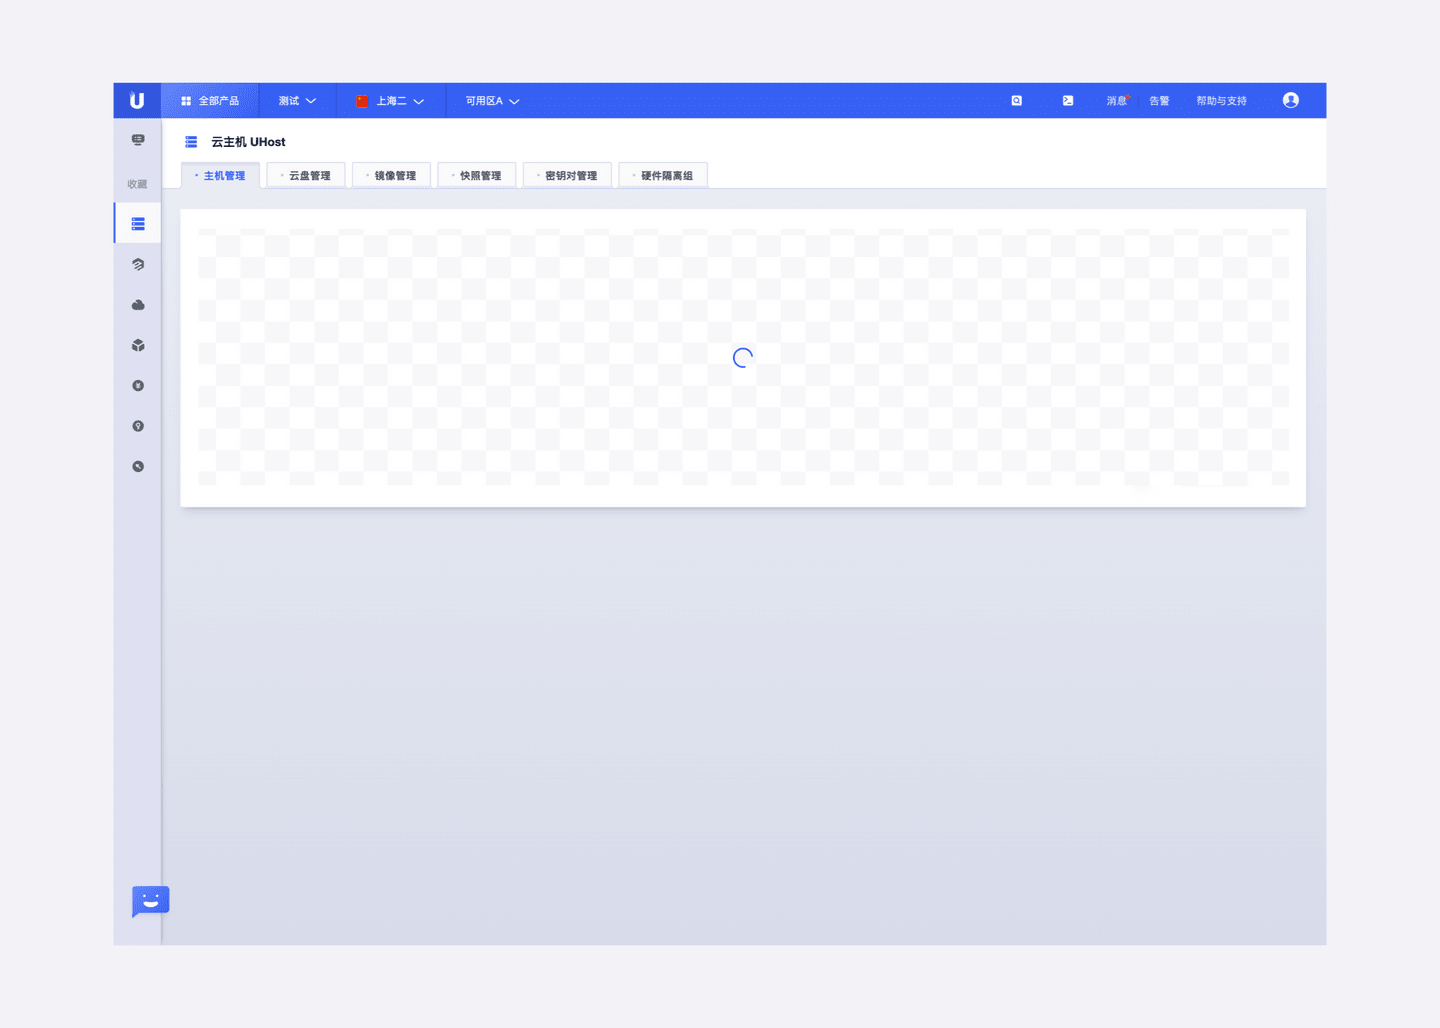 全部产品 测试 上海二 可用区A 消息 告警 帮助与支持
云主机 UHost
主机管理 云盘管理 镜像管理 快照管理 密钥对管理 硬件隔离组
收藏